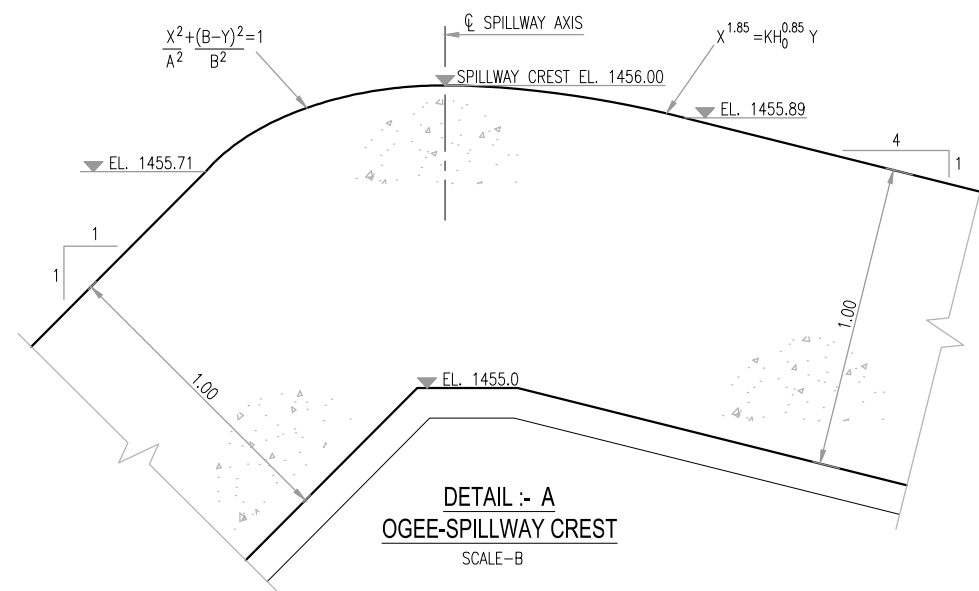 ℄ SPILLWAY AXIS
X²+(B-Y)²=1
A² B²
X^1.85 =KH₀^0.85 Y
SPILLWAY CREST EL. 1456.00
EL. 1455.89
EL. 1455.71
4
1
1
1
1.00
1.00
EL. 1455.0
DETAIL :- A
OGEE-SPILLWAY CREST
SCALE-B